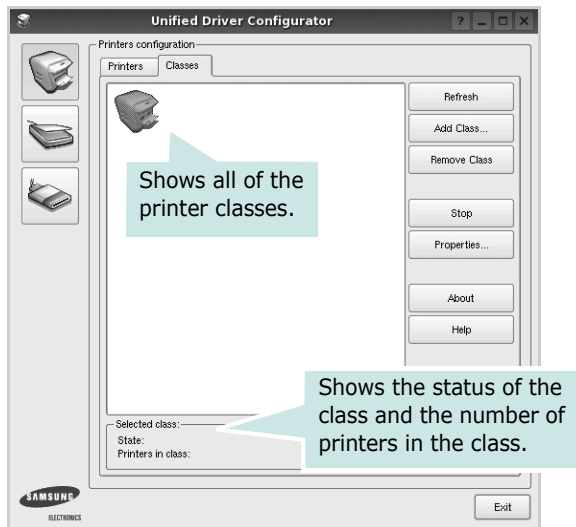 Unified Driver Configurator
Printers configuration
Printers
Classes
Refresh
Add Class...
Remove Class
Shows all of the
printer classes.
Stop
Properties...
About
Help
Shows the status of the
class and the number of
printers in the class.
Selected class:
State:
Printers in class:
SAMSUNG
ELECTRONICS
Exit